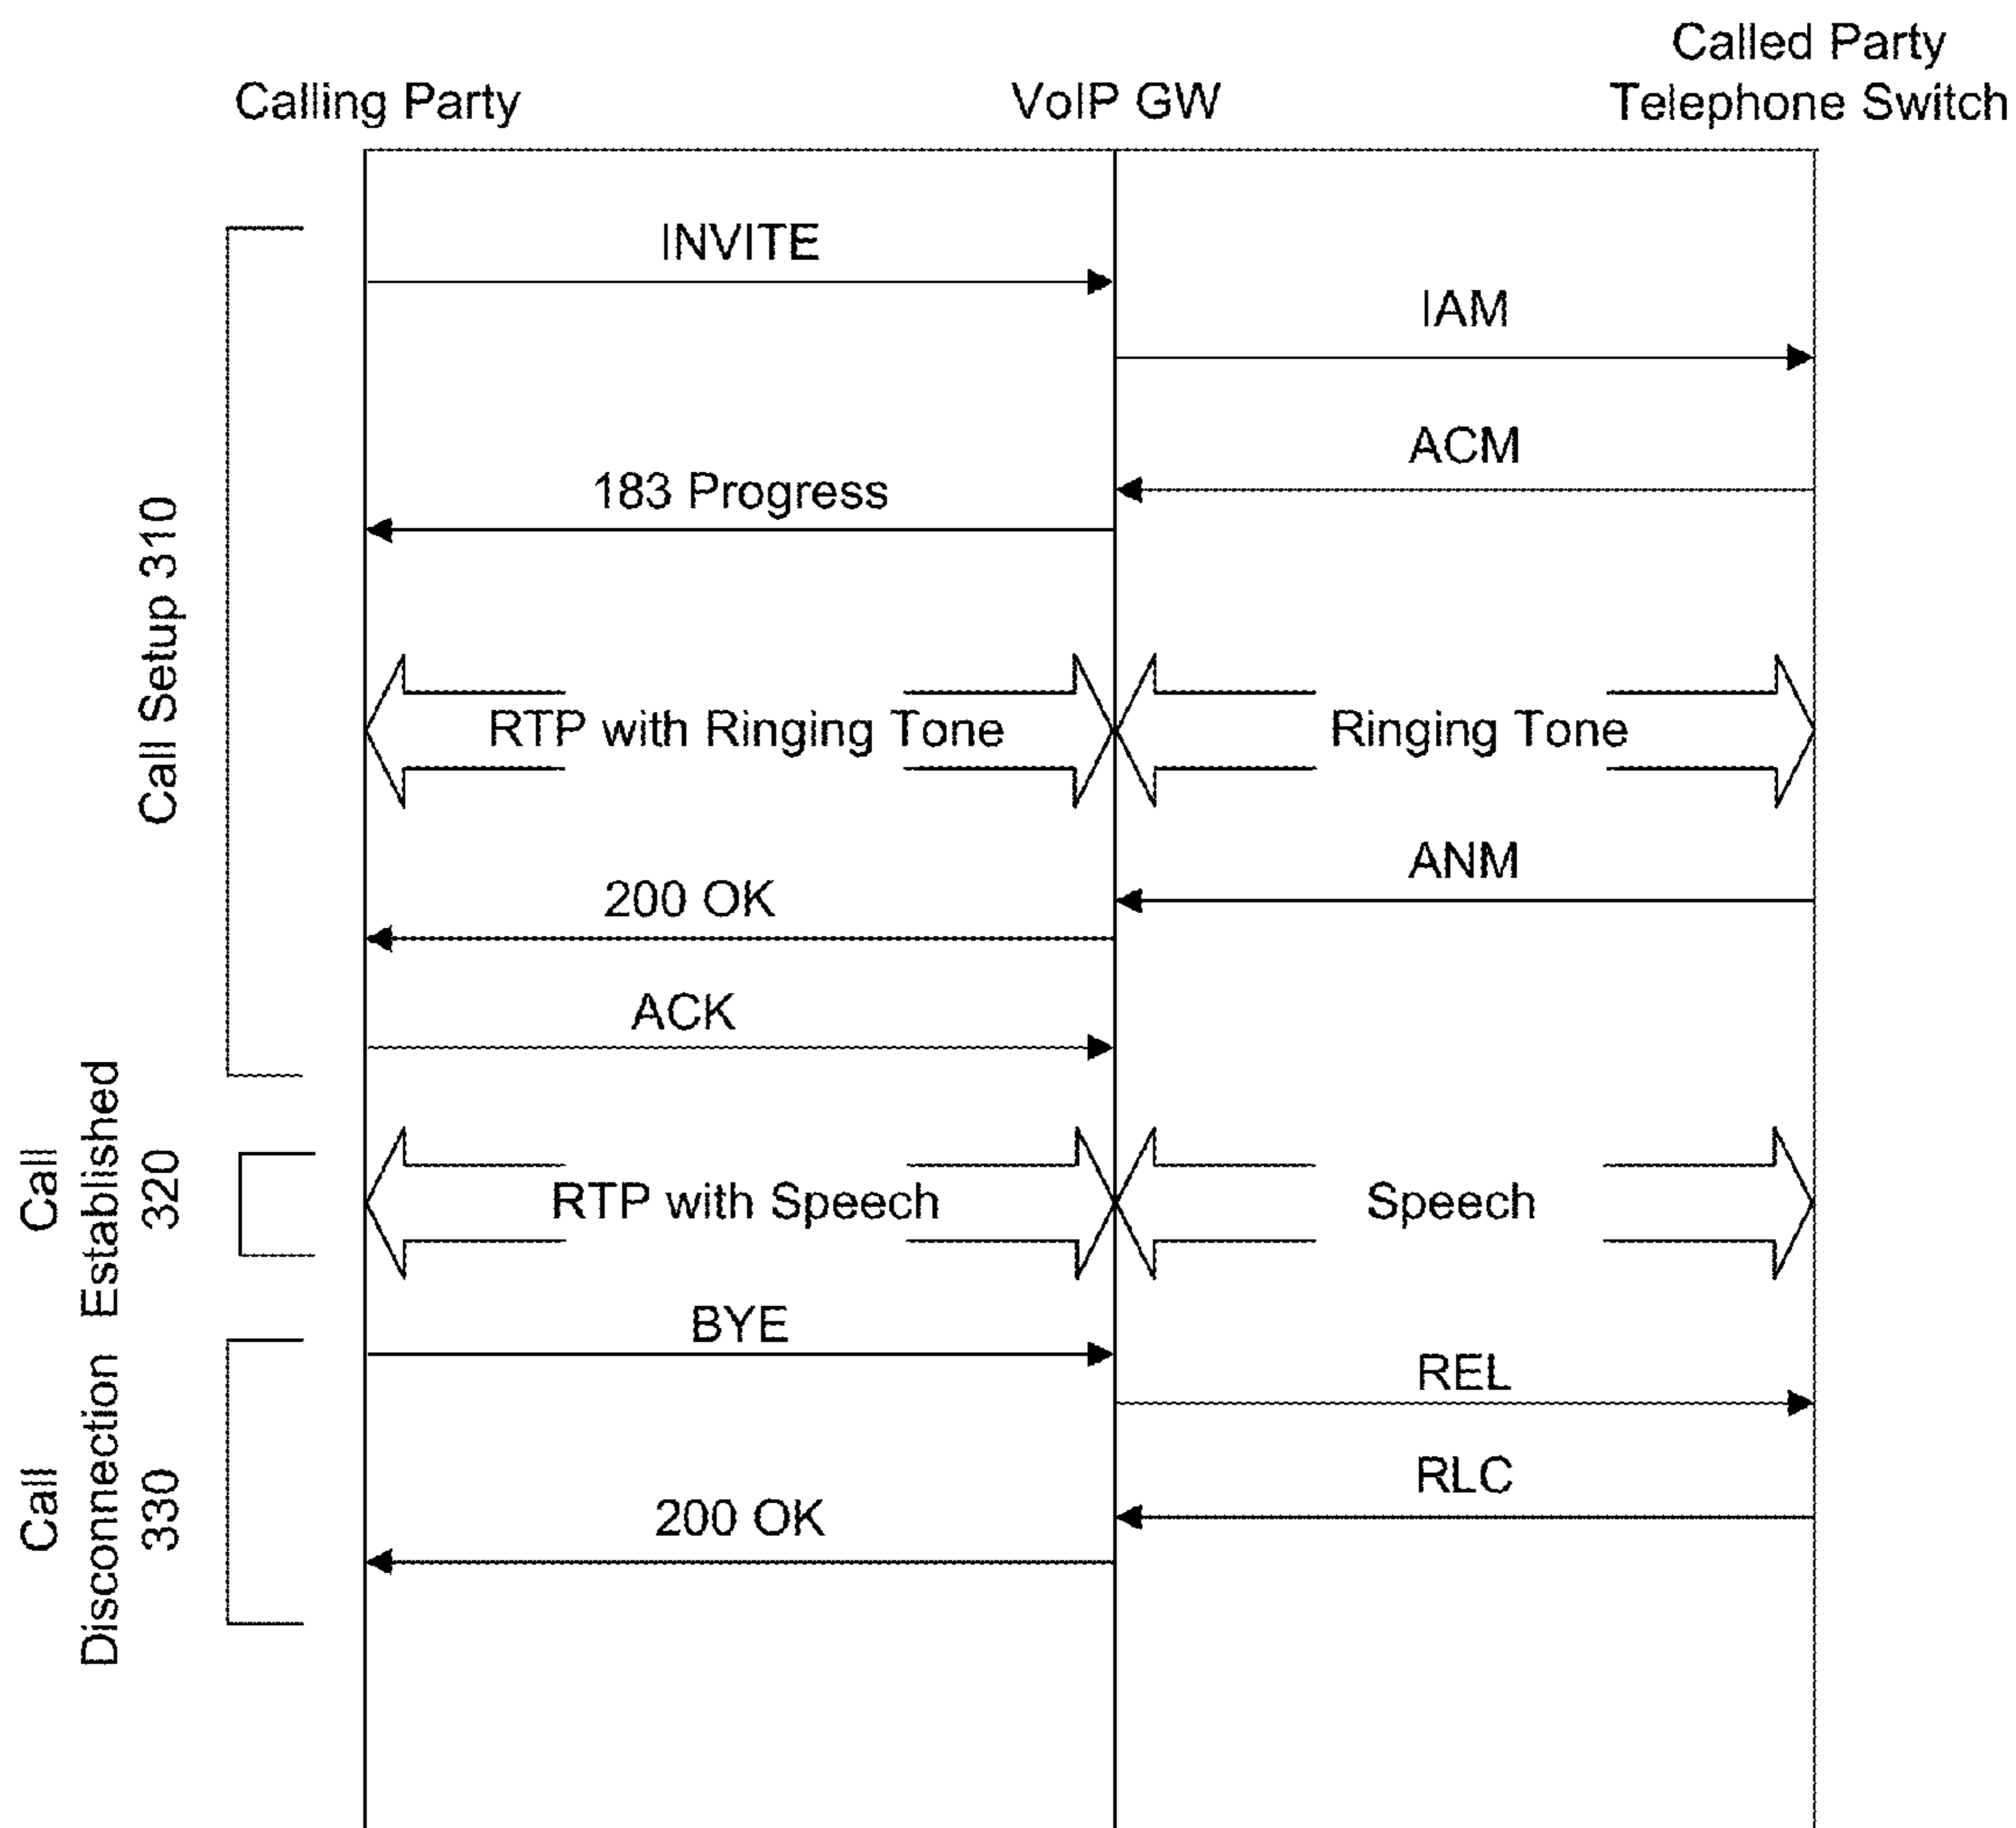 Calling Party
VoIP GW
Called Party
Telephone Switch
INVITE
IAM
ACM
183 Progress
Call Setup 310
RTP with Ringing Tone
Ringing Tone
ANM
200 OK
ACK
Call
Established
320
RTP with Speech
Speech
BYE
REL
RLC
200 OK
Call
Disconnection
330